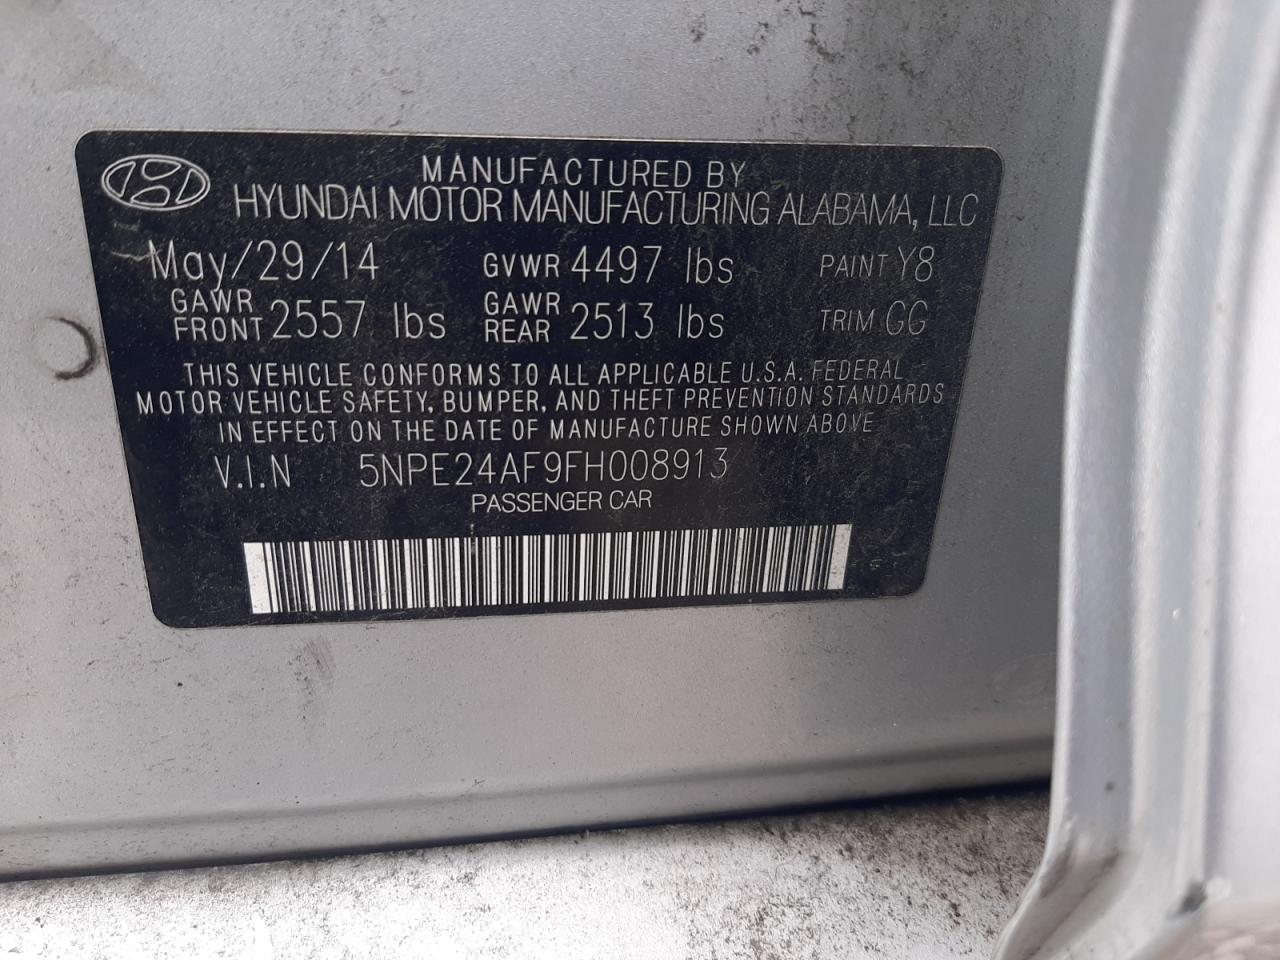 MANUFACTURED BY
HYUNDAI MOTOR MANUFACTURING ALABAMA, LLC
May/29/14 GVWR 4497 lbs PAINT Y8
GAWR FRONT 2557 lbs GAWR REAR 2513 lbs TRIM GG
THIS VEHICLE CONFORMS TO ALL APPLICABLE U.S.A. FEDERAL
MOTOR VEHICLE SAFETY, BUMPER, AND THEFT PREVENTION STANDARDS
IN EFFECT ON THE DATE OF MANUFACTURE SHOWN ABOVE
V.I.N 5NPE24AF9FH008913
PASSENGER CAR